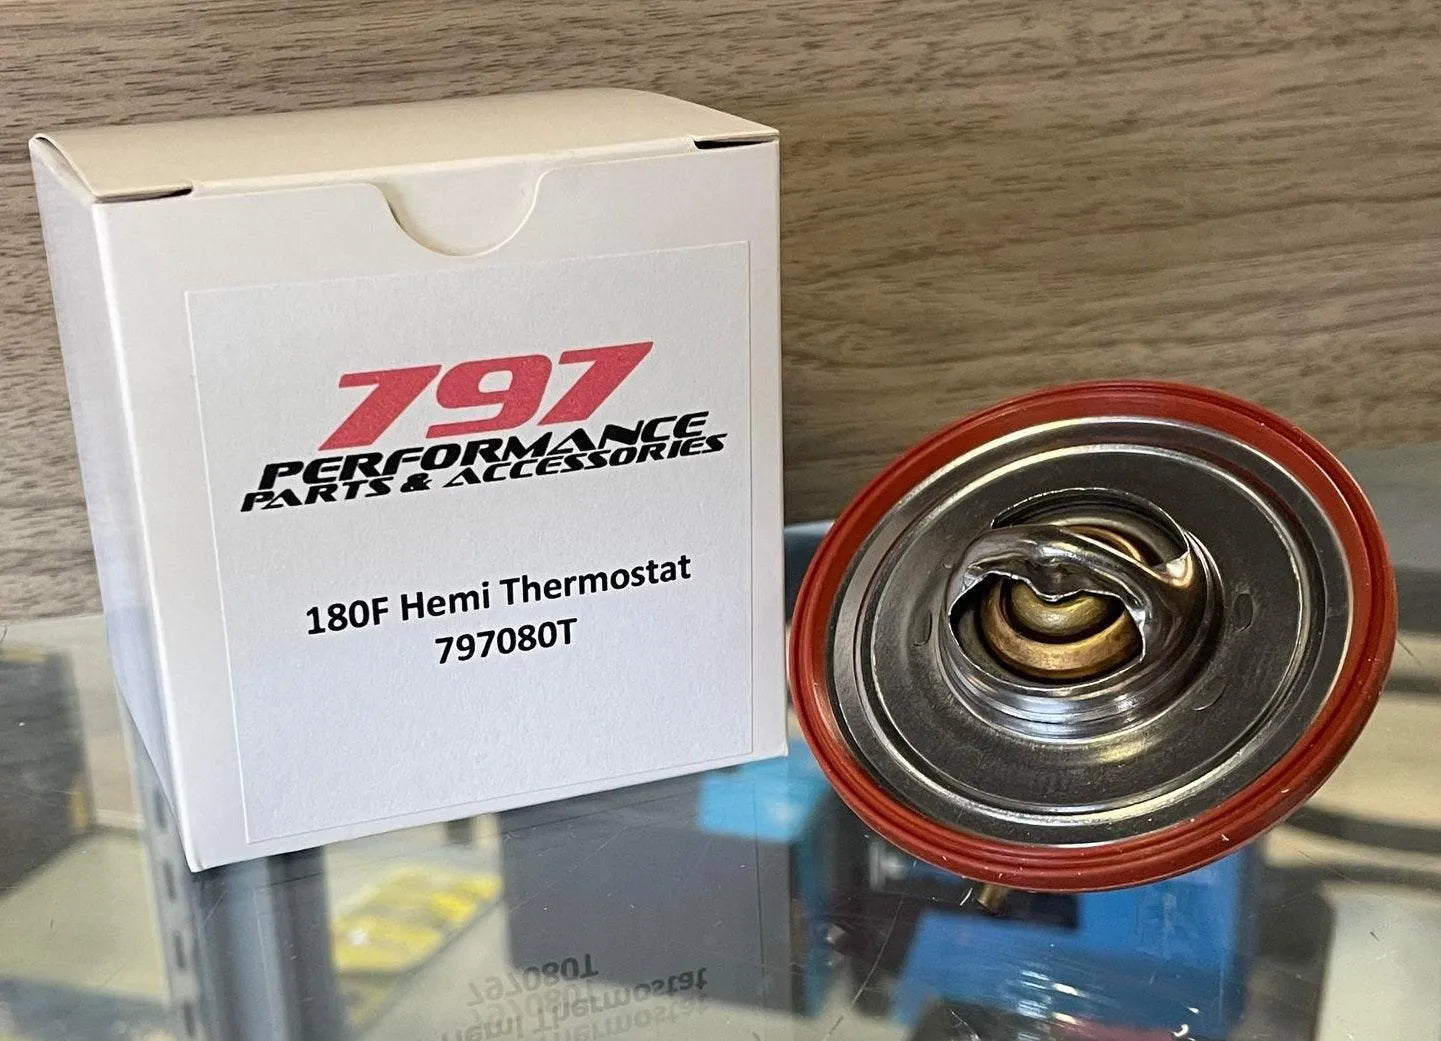 797
PERFORMANCE
PARTS & ACCESSORIES
180F Hemi Thermostat
797080T